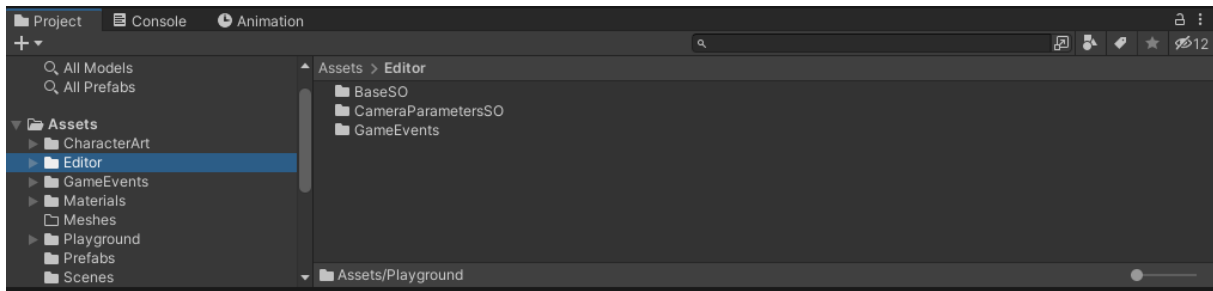 Project Console Animation
12
All Models
All Prefabs
Assets
CharacterArt
Editor
GameEvents
Materials
Meshes
Playground
Prefabs
Scenes
Assets > Editor
BaseSO
CameraParametersSO
GameEvents
Assets/Playground